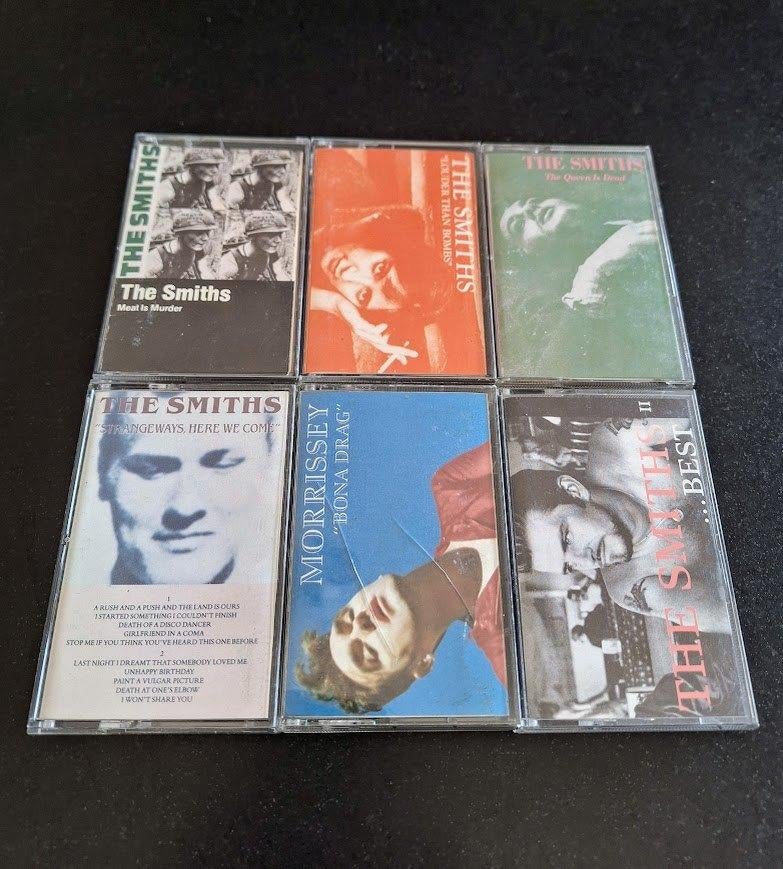 THE SMITHS
The Smiths
Meat Is Murder
THE SMITHS
"LOUDER THAN BOMBS"
THE SMITHS
The Queen Is Dead
THE SMITHS
"STRANGEWAYS, HERE WE COME"
1
A RUSH AND A PUSH AND THE LAND IS OURS
I STARTED SOMETHING I COULDN'T FINISH
DEATH OF A DISCO DANCER
GIRLFRIEND IN A COMA
STOP ME IF YOU THINK YOU'VE HEARD THIS ONE BEFORE
2
LAST NIGHT I DREAMT THAT SOMEBODY LOVED ME
UNHAPPY BIRTHDAY
PAINT A VULGAR PICTURE
DEATH AT ONE'S ELBOW
I WON'T SHARE YOU
MORRISSEY
"BONA DRAG"
THE SMITHS II
...BEST